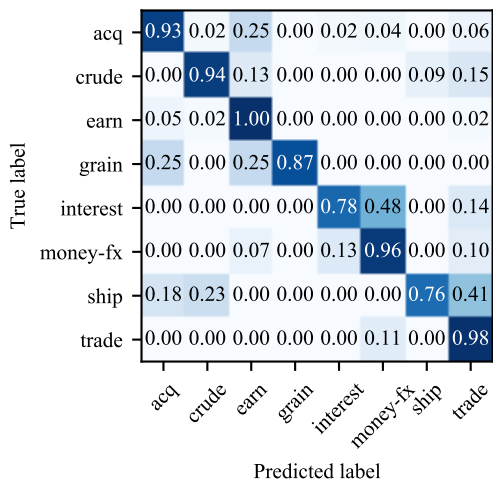 acq 0.93 0.02 0.25 0.00 0.02 0.04 0.00 0.06
crude 0.00 0.94 0.13 0.00 0.00 0.00 0.09 0.15
earn 0.05 0.02 1.00 0.00 0.00 0.00 0.00 0.02
grain 0.25 0.00 0.25 0.87 0.00 0.00 0.00 0.00
interest 0.00 0.00 0.00 0.00 0.78 0.48 0.00 0.14
money-fx 0.00 0.00 0.07 0.00 0.13 0.96 0.00 0.10
ship 0.18 0.23 0.00 0.00 0.00 0.00 0.76 0.41
trade 0.00 0.00 0.00 0.00 0.00 0.11 0.00 0.98
True label
acq crude earn grain interest money-fx ship trade
Predicted label